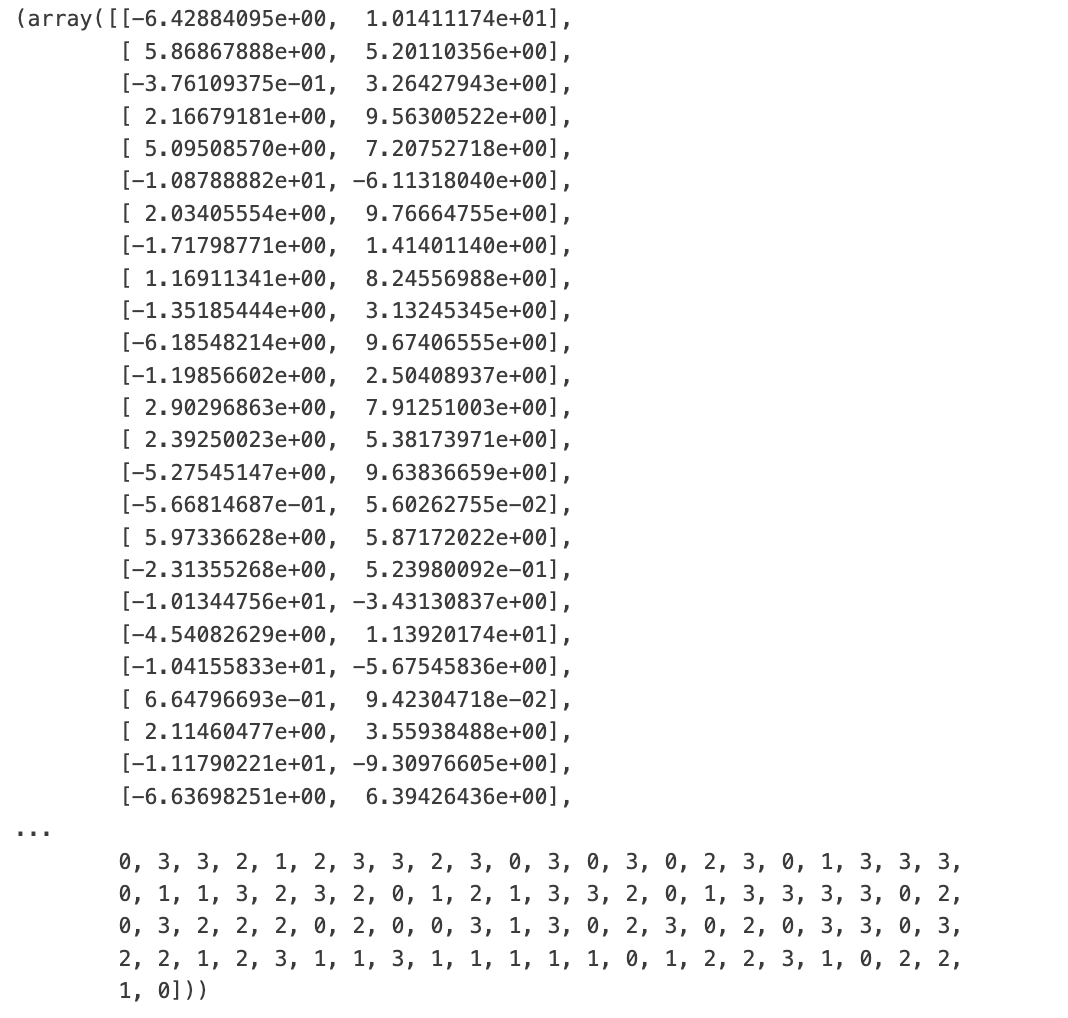 (array([[-6.42884095e+00,  1.01411174e+01],
        [ 5.86867888e+00,  5.20110356e+00],
        [-3.76109375e-01,  3.26427943e+00],
        [ 2.16679181e+00,  9.56300522e+00],
        [ 5.09508570e+00,  7.20752718e+00],
        [-1.08788882e+01, -6.11318040e+00],
        [ 2.03405554e+00,  9.76664755e+00],
        [-1.71798771e+00,  1.41401140e+00],
        [ 1.16911341e+00,  8.24556988e+00],
        [-1.35185444e+00,  3.13245345e+00],
        [-6.18548214e+00,  9.67406555e+00],
        [-1.19856602e+00,  2.50408937e+00],
        [ 2.90296863e+00,  7.91251003e+00],
        [ 2.39250023e+00,  5.38173971e+00],
        [-5.27545147e+00,  9.63836659e+00],
        [-5.66814687e-01,  5.60262755e-02],
        [ 5.97336628e+00,  5.87172022e+00],
        [-2.31355268e+00,  5.23980092e-01],
        [-1.01344756e+01, -3.43130837e+00],
        [-4.54082629e+00,  1.13920174e+01],
        [-1.04155833e+01, -5.67545836e+00],
        [ 6.64796693e-01,  9.42304718e-02],
        [ 2.11460477e+00,  3.55938488e+00],
        [-1.11790221e+01, -9.30976605e+00],
        [-6.63698251e+00,  6.39426436e+00],
...
        0, 3, 3, 2, 1, 2, 3, 3, 2, 3, 0, 3, 0, 3, 0, 2, 3, 0, 1, 3, 3, 3,
        0, 1, 1, 3, 2, 3, 2, 0, 1, 2, 1, 3, 3, 2, 0, 1, 3, 3, 3, 3, 0, 2,
        0, 3, 2, 2, 2, 0, 2, 0, 0, 3, 1, 3, 0, 2, 3, 0, 2, 0, 3, 3, 0, 3,
        2, 2, 1, 2, 3, 1, 1, 3, 1, 1, 1, 1, 1, 0, 1, 2, 2, 3, 1, 0, 2, 2,
        1, 0]))